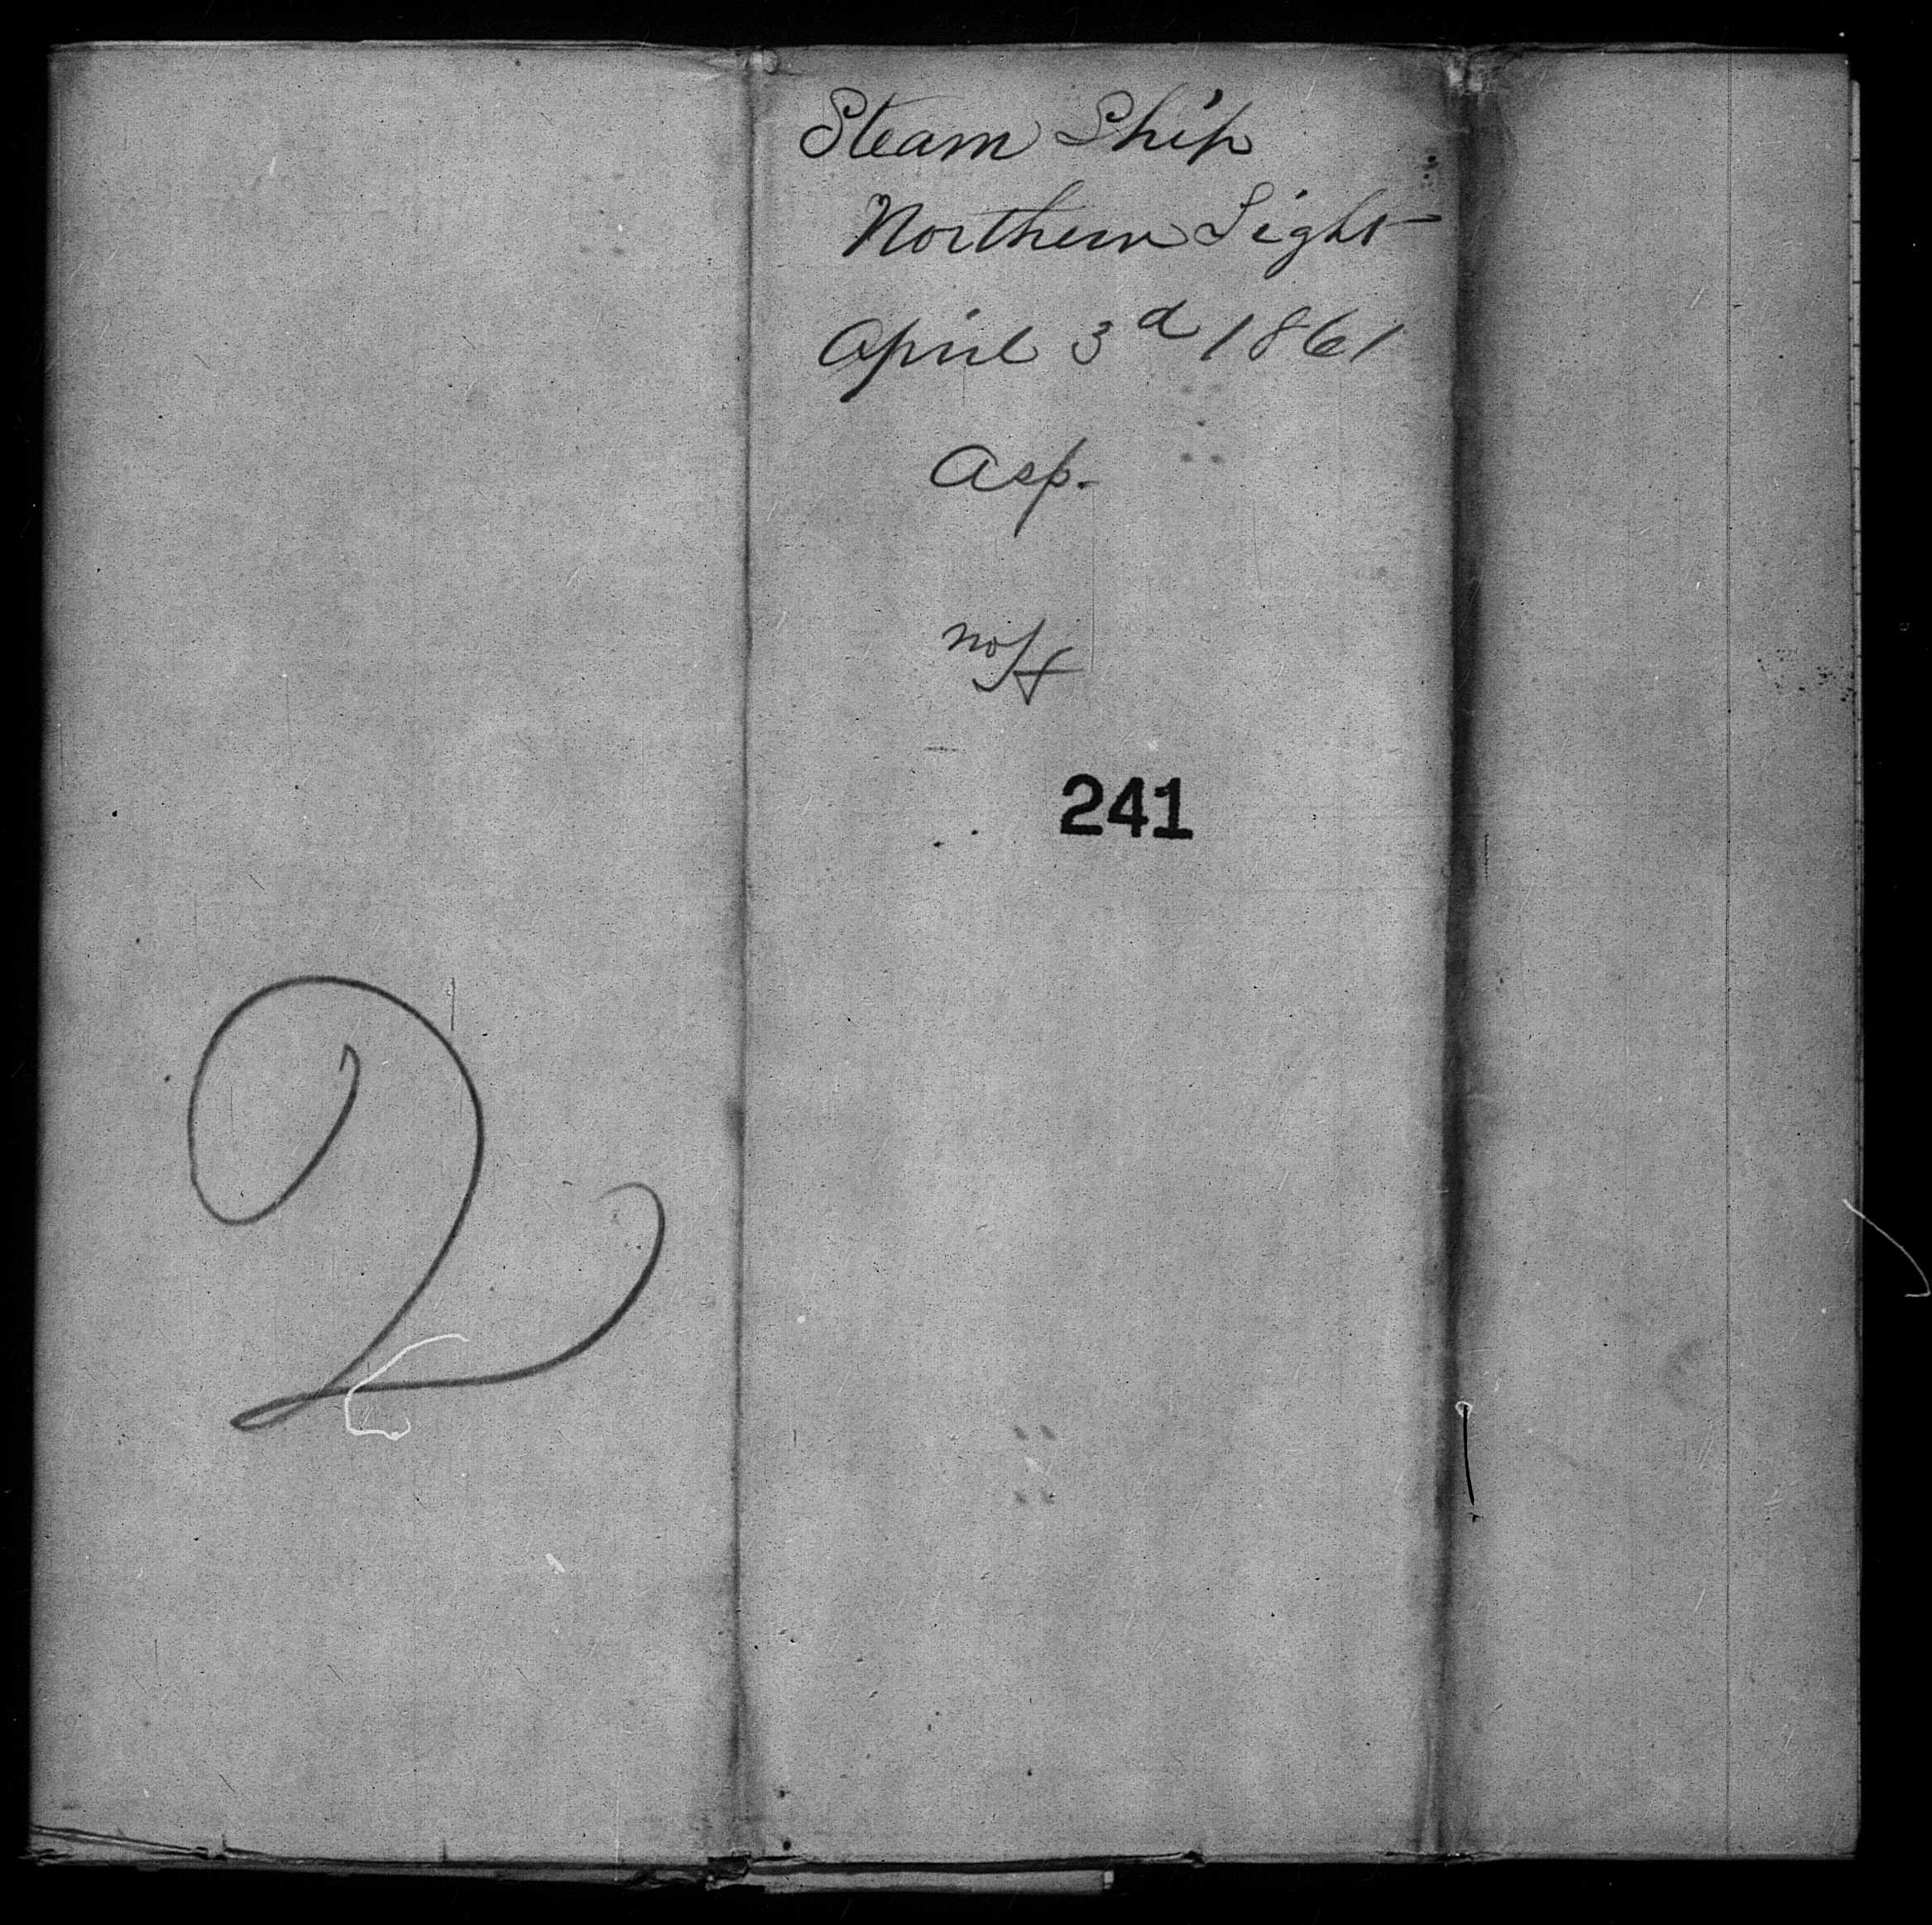 Steam Ship
Northern Light
April 3d 1861
Asp.
241
2